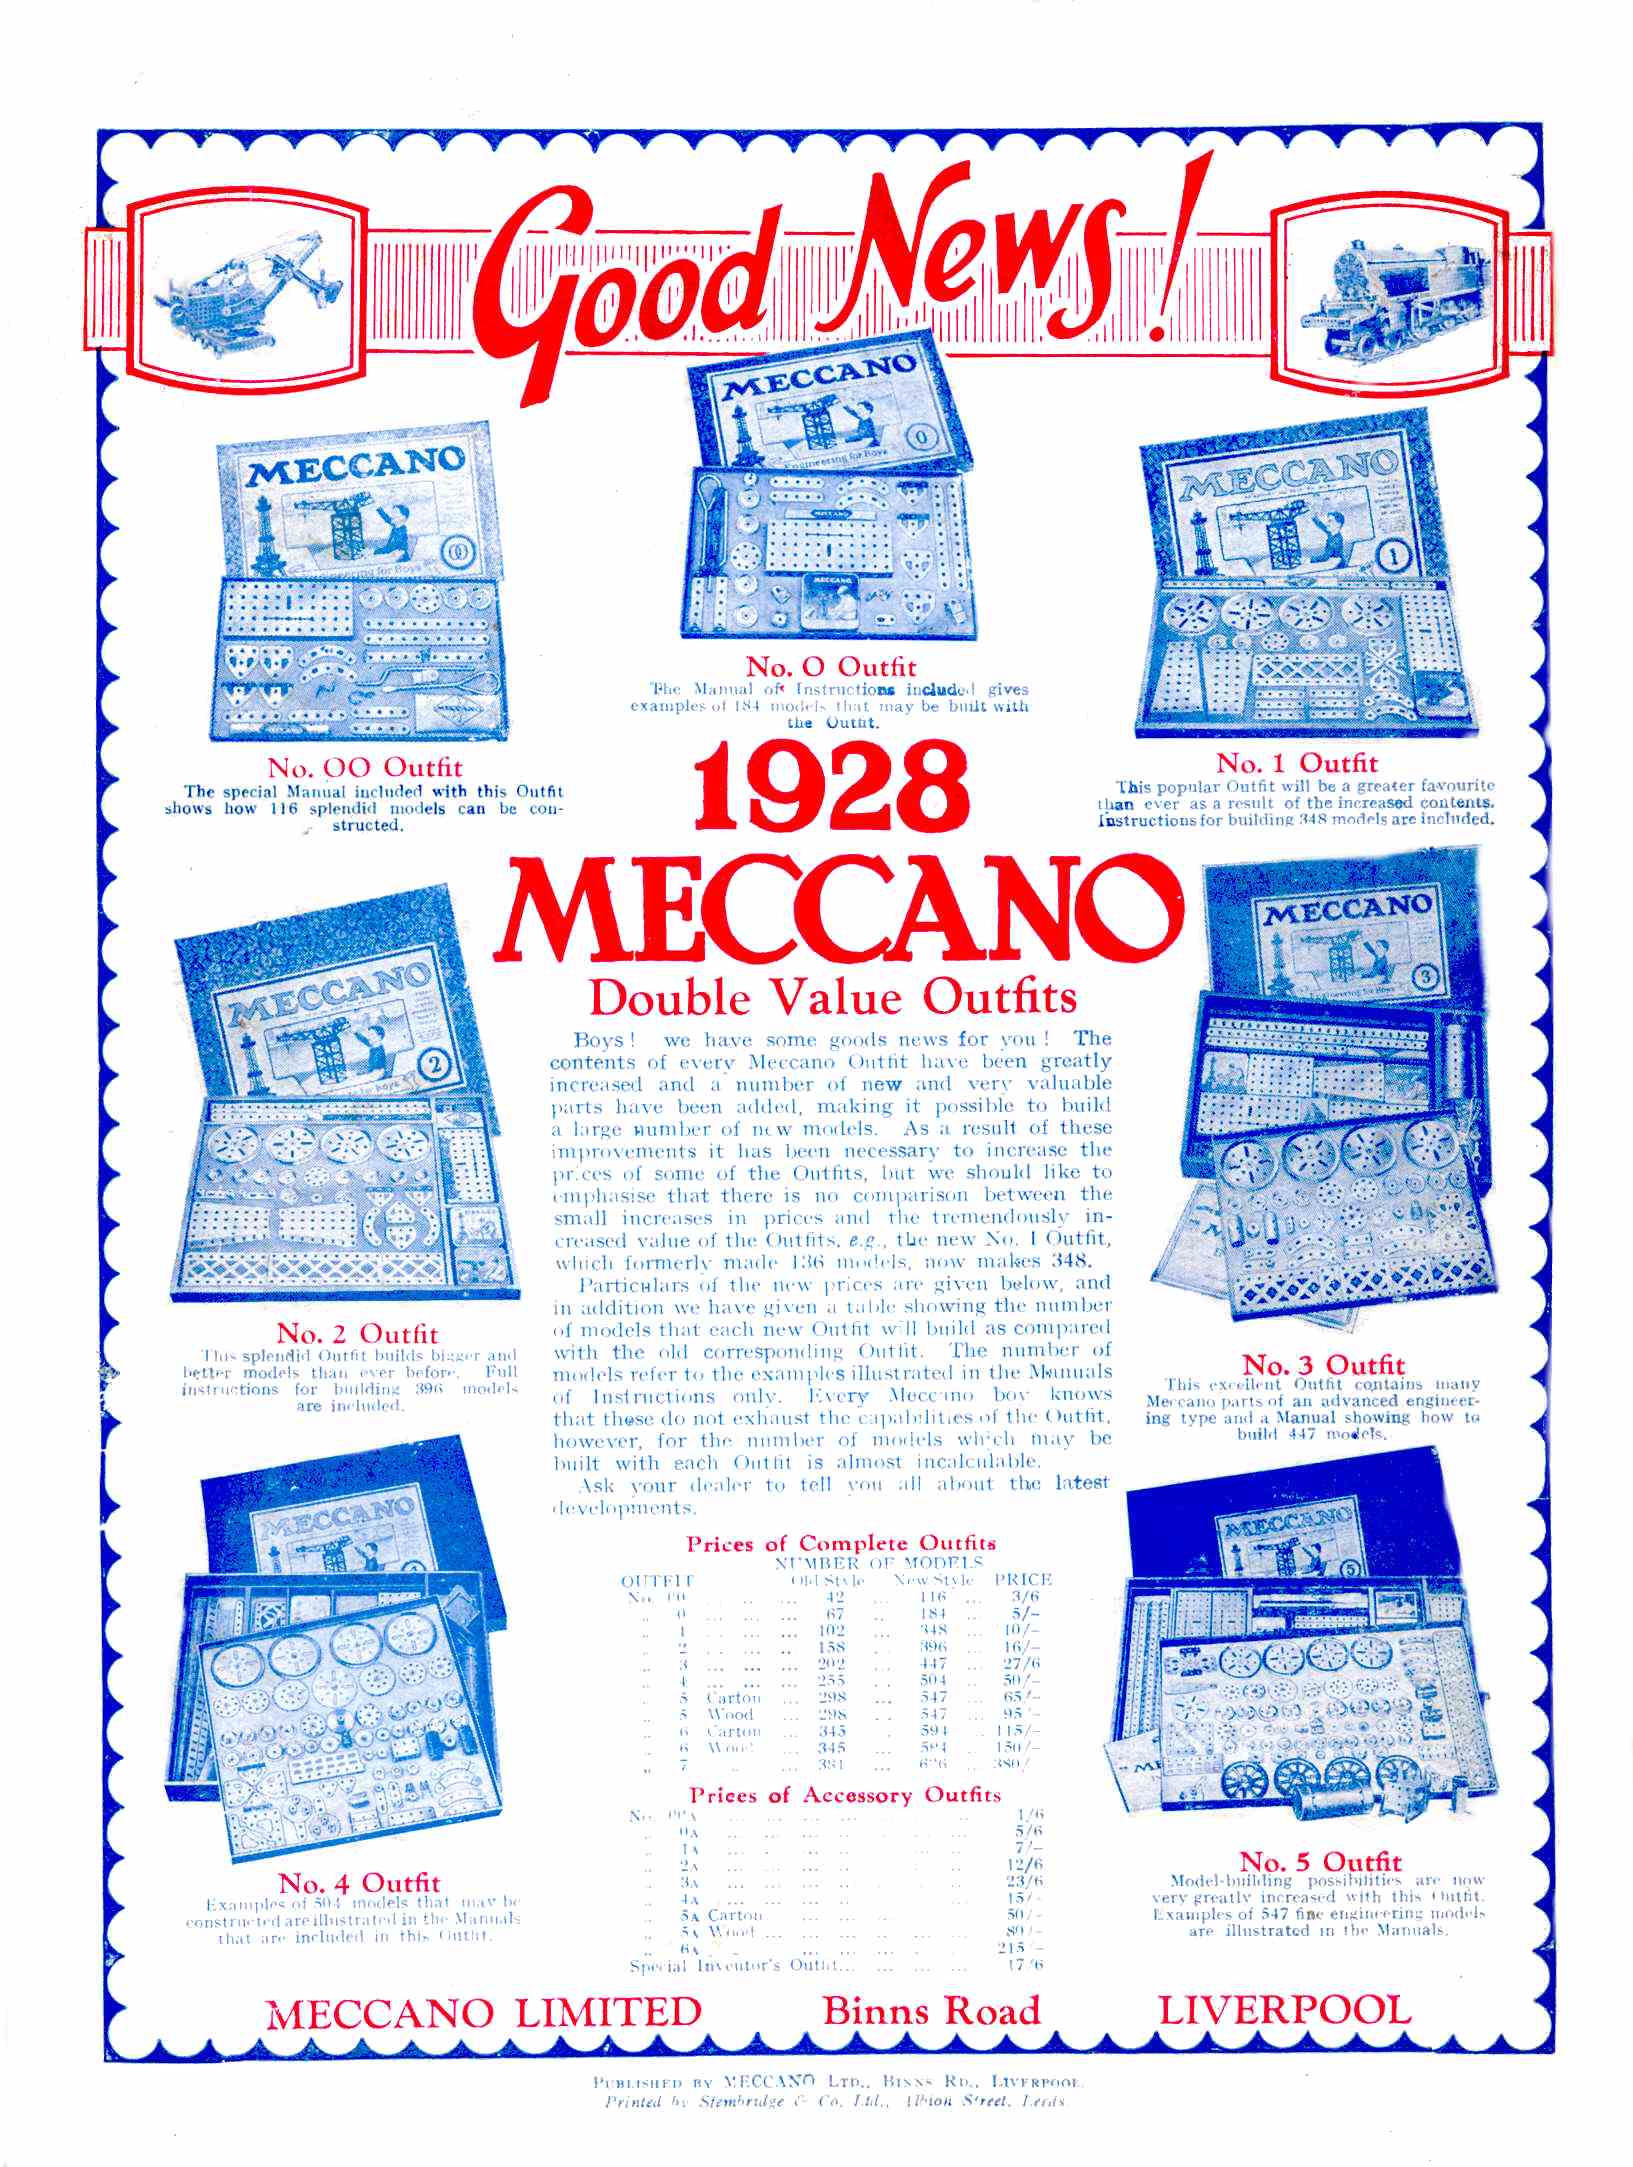 Good News!
MECCANO
00
MECCANO
0
Engineering for Boys
MECCANO
MECCANO
MECCANO
1
No. 00 Outfit
The special Manual included with this Outfit
shows how 116 splendid models can be con-
structed.
No. O Outfit
The Manual of Instructions included gives
examples of 184 models that may be built with
the Outfit.
No. 1 Outfit
This popular Outfit will be a greater favourite
than ever as a result of the increased contents.
Instructions for building 348 models are included.
1928
MECCANO
Double Value Outfits
Boys! we have some goods news for you! The
contents of every Meccano Outfit have been greatly
increased and a number of new and very valuable
parts have been added, making it possible to build
a large number of new models. As a result of these
improvements it has been necessary to increase the
prices of some of the Outfits, but we should like to
emphasise that there is no comparison between the
small increases in prices and the tremendously in-
creased value of the Outfits, e.g., the new No. 1 Outfit,
which formerly made 136 models, now makes 348.
Particulars of the new prices are given below, and
in addition we have given a table showing the number
of models that each new Outfit will build as compared
with the old corresponding Outfit. The number of
models refer to the examples illustrated in the Manuals
of Instructions only. Every Meccano boy knows
that these do not exhaust the capabilities of the Outfit,
however, for the number of models which may be
built with each Outfit is almost incalculable.
Ask your dealer to tell you all about the latest
developments.
MECCANO
2
No. 2 Outfit
This splendid Outfit builds bigger and
better models than ever before. Full
instructions for building 396 models
are included.
MECCANO
3
No. 3 Outfit
This excellent Outfit contains many
Meccano parts of an advanced engineer-
ing type and a Manual showing how to
build 447 models.
MECCANO
No. 4 Outfit
Examples of 504 models that may be
constructed are illustrated in the Manuals
that are included in this Outfit.
MECCANO
5
No. 5 Outfit
Model-building possibilities are now
very greatly increased with this Outfit.
Examples of 547 fine engineering models
are illustrated in the Manuals.
Prices of Complete Outfits
NUMBER OF MODELS
OUTFIT Old Style New Style PRICE
No. 00 ... 42 ... 116 ... 3/6
,, 0 ... 67 ... 184 ... 5/–
,, 1 ... 102 ... 348 ... 10/–
,, 2 ... 158 ... 396 ... 16/–
,, 3 ... 202 ... 447 ... 27/6
,, 4 ... 255 ... 504 ... 50/–
,, 5 Carton ... 298 ... 547 ... 65/–
,, 5 Wood ... 298 ... 547 ... 95/–
,, 6 Carton ... 345 ... 594 ... 115/–
,, 6 Wood ... 345 ... 594 ... 150/–
,, 7 ... 381 ... 626 ... 380/–
Prices of Accessory Outfits
No. 00A ... 1/6
,, 0A ... 5/6
,, 1A ... 7/–
,, 2A ... 12/6
,, 3A ... 23/6
,, 4A ... 15/–
,, 5A Carton ... 50/–
,, 5A Wood ... 80/–
,, 6A ... 215/–
Special Inventor's Outfit... 17/6
MECCANO LIMITED Binns Road LIVERPOOL
PUBLISHED BY MECCANO LTD., BINNS RD., LIVERPOOL.
Printed by Stembridge & Co. Ltd., Albion Street, Leeds